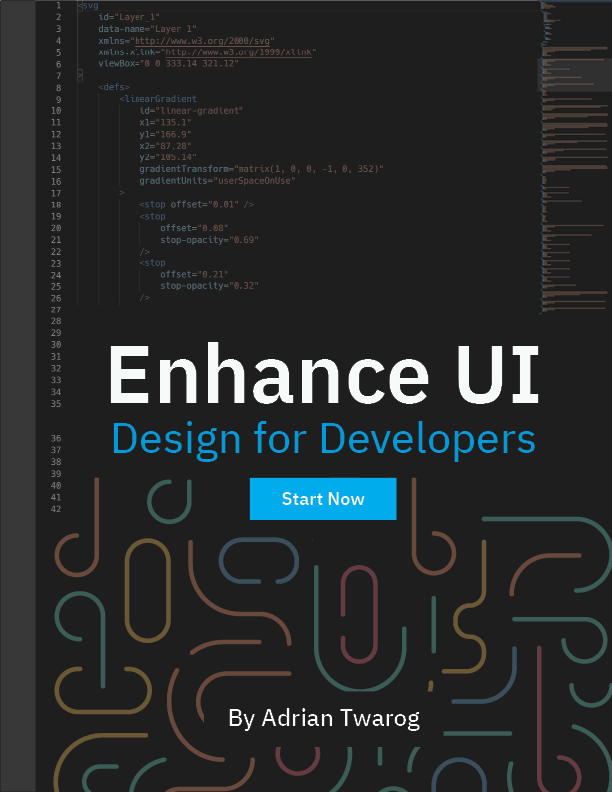 1 <svg
2 id="Layer_1"
3 data-name="Layer 1"
4 xmlns="http://www.w3.org/2000/svg"
5 xmlns:xlink="http://www.w3.org/1999/xlink"
6 viewBox="0 0 333.14 321.12"
7 >
8 <defs>
9 <linearGradient
10 id="linear-gradient"
11 x1="135.1"
12 y1="166.9"
13 x2="87.28"
14 y2="105.14"
15 gradientTransform="matrix(1, 0, 0, -1, 0, 352)"
16 gradientUnits="userSpaceOnUse"
17 >
18 <stop offset="0.01" />
19 <stop
20 offset="0.08"
21 stop-opacity="0.69"
22 />
23 <stop
24 offset="0.21"
25 stop-opacity="0.32"
26 />
27
28
29
30
31
32
33
34
35
Enhance UI
Design for Developers
36
37
38
39
40
41
42
Start Now
By Adrian Twarog